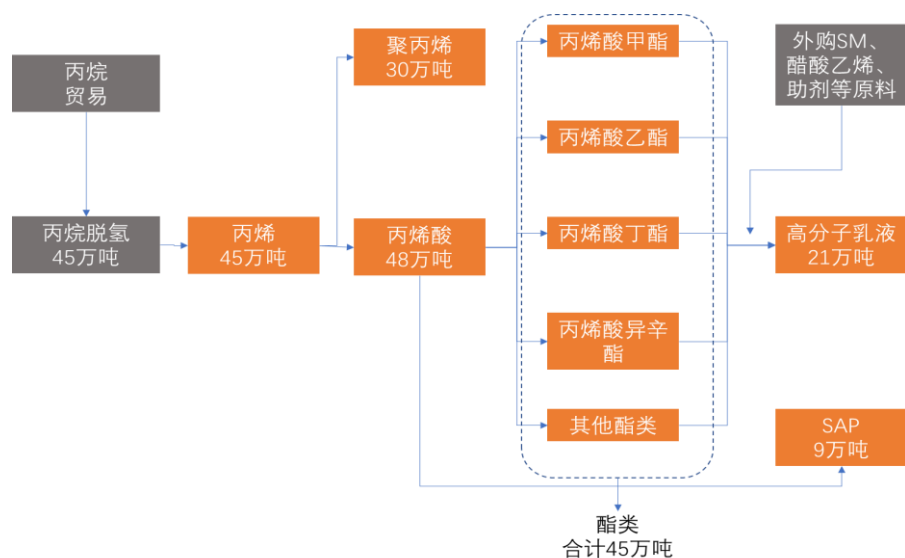 丙烷
贸易
丙烷脱氢
45万吨
丙烯
45万吨
聚丙烯
30万吨
丙烯酸
48万吨
丙烯酸甲酯
丙烯酸乙酯
丙烯酸丁酯
丙烯酸异辛
酯
其他酯类
酯类
合计45万吨
外购SM、
醋酸乙烯、
助剂等原料
高分子乳液
21万吨
SAP
9万吨